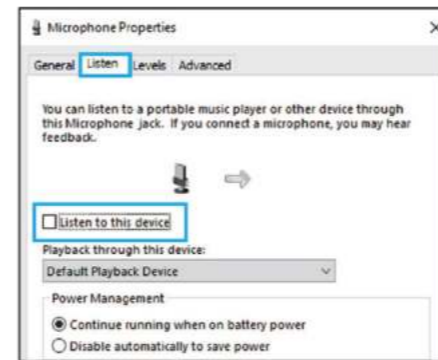 Microphone Properties
General Listen Levels Advanced
You can listen to a portable music player or other device through
this Microphone jack. If you connect a microphone, you may hear
feedback.
Listen to this device
Playback through this device:
Default Playback Device
Power Management
Continue running when on battery power
Disable automatically to save power